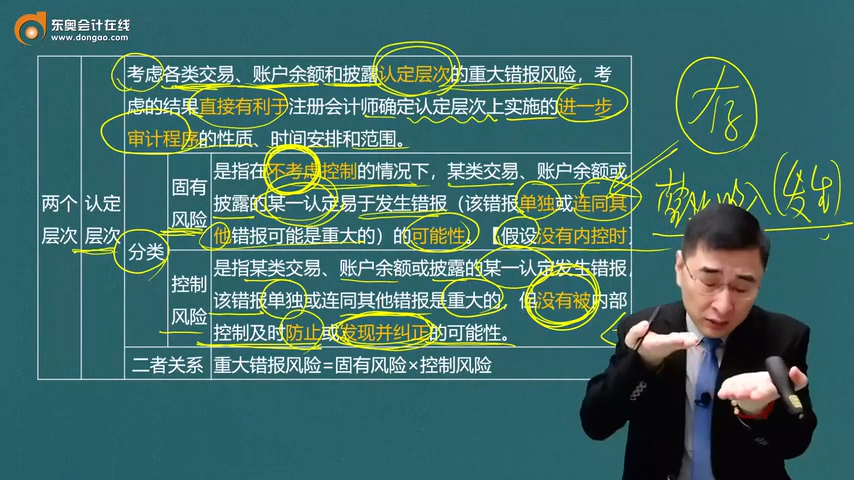 东奥会计在线
www.dongao.com
考虑各类交易、账户余额和披露认定层次的重大错报风险，考
虑的结果直接有利于注册会计师确定认定层次上实施的进一步
审计程序的性质、时间安排和范围。
两个
层次
认定
层次
分类
固有
风险
是指在不考虑控制的情况下，某类交易、账户余额或
披露的某一认定易于发生错报（该错报单独或连同其
他错报可能是重大的）的可能性。【假设没有内控时】
控制
风险
是指某类交易、账户余额或披露的某一认定发生错报，
该错报单独或连同其他错报是重大的，但没有被内部
控制及时防止或发现并纠正的可能性。
二者关系
重大错报风险=固有风险×控制风险
存
营业收入(发生)